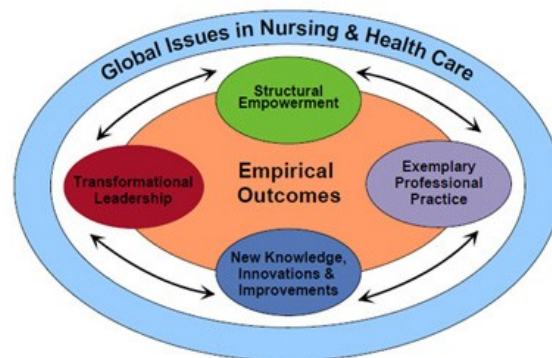 Global Issues in Nursing & Health Care
Structural
Empowerment
Transformational
Leadership
Empirical
Outcomes
Exemplary
Professional
Practice
New Knowledge,
Innovations &
Improvements